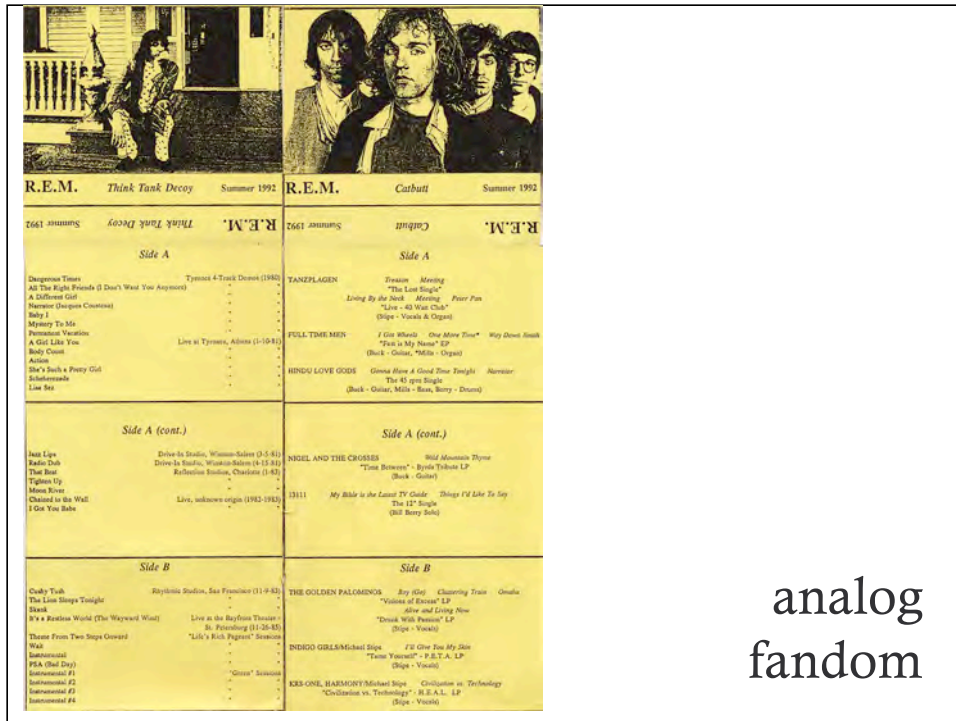 R.E.M. Think Tank Decoy Summer 1992
R.E.M. Think Tank Decoy Summer 1992
Side A
Dangerous Times Tyrone's 4-Track Demos (1980)
All The Right Friends (I Don't Want You Anymore) " "
A Different Girl " "
Narrator (Jacques Cousteau) " "
Baby I " "
Mystery To Me " "
Permanent Vacation " "
A Girl Like You Live at Tyrone's, Athens (1-10-81)
Body Count " "
Action " "
She's Such a Pretty Girl " "
Scheherezade " "
Lisa Sez " "
Side A (cont.)
Jazz Lips Drive-In Studio, Winston-Salem (3-5-81)
Radio Dub Drive-In Studio, Winston-Salem (4-15-81)
That Beat Reflection Studios, Charlotte (1-83)
Tighten Up " "
Moon River " "
Chained to the Wall Live, unknown origin (1982-1983)
I Got You Babe " "
Side B
Cushy Tush Rhythmic Studios, San Francisco (11-9-83)
The Lion Sleeps Tonight " "
Skank " "
It's a Restless World (The Wayward Wind) Live at the Bayfront Theater -
St. Petersburg (11-26-85)
Theme From Two Steps Onward "Life's Rich Pageant" Sessions
Wait " "
Instrumental " "
PSA (Bad Day) " "
Instrumental #1 "Green" Sessions
Instrumental #2 " "
Instrumental #3 " "
Instrumental #4 " "
R.E.M. Catbutt Summer 1992
R.E.M. Catbutt Summer 1992
Side A
TANZPLAGEN Treason Meeting
"The Lost Single"
Living By the Neck Meeting Peter Pan
"Live - 40 Watt Club"
(Stipe - Vocals & Organ)
FULL TIME MEN I Got Wheels One More Time* Way Down South
"Fast is My Name" EP
(Buck - Guitar, *Mills - Organ)
HINDU LOVE GODS Gonna Have A Good Time Tonight Narrator
The 45 rpm Single
(Buck - Guitar, Mills - Bass, Berry - Drums)
Side A (cont.)
NIGEL AND THE CROSSES Wild Mountain Thyme
"Time Between" - Byrds Tribute LP
(Buck - Guitar)
13111 My Bible is the Latest TV Guide Things I'd Like To Say
The 12" Single
(Bill Berry Solo)
Side B
THE GOLDEN PALOMINOS Boy (Go) Clustering Train Omaha
"Visions of Excess" LP
Alive and Living Now
"Drunk With Passion" LP
(Stipe - Vocals)
INDIGO GIRLS/Michael Stipe I'll Give You My Skin
"Tame Yourself" - P.E.T.A. LP
(Stipe - Vocals)
KRS-ONE, HARMONY/Michael Stipe Civilization vs. Technology
"Civilization vs. Technology" - H.E.A.L. LP
(Stipe - Vocals)
analog
fandom